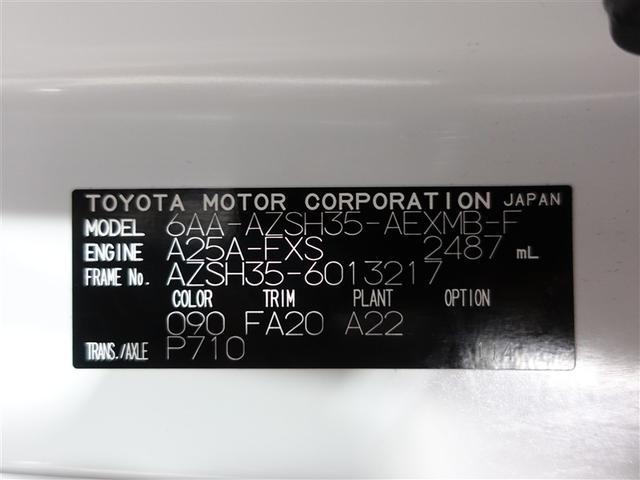 TOYOTA MOTOR CORPORATION JAPAN
MODEL 6AA-AZSH35-AEXMB-F
ENGINE A25A-FXS 2487 mL
FRAME No. AZSH35-6013217
COLOR TRIM PLANT OPTION
090 FA20 A22
TRANS./AXLE P710